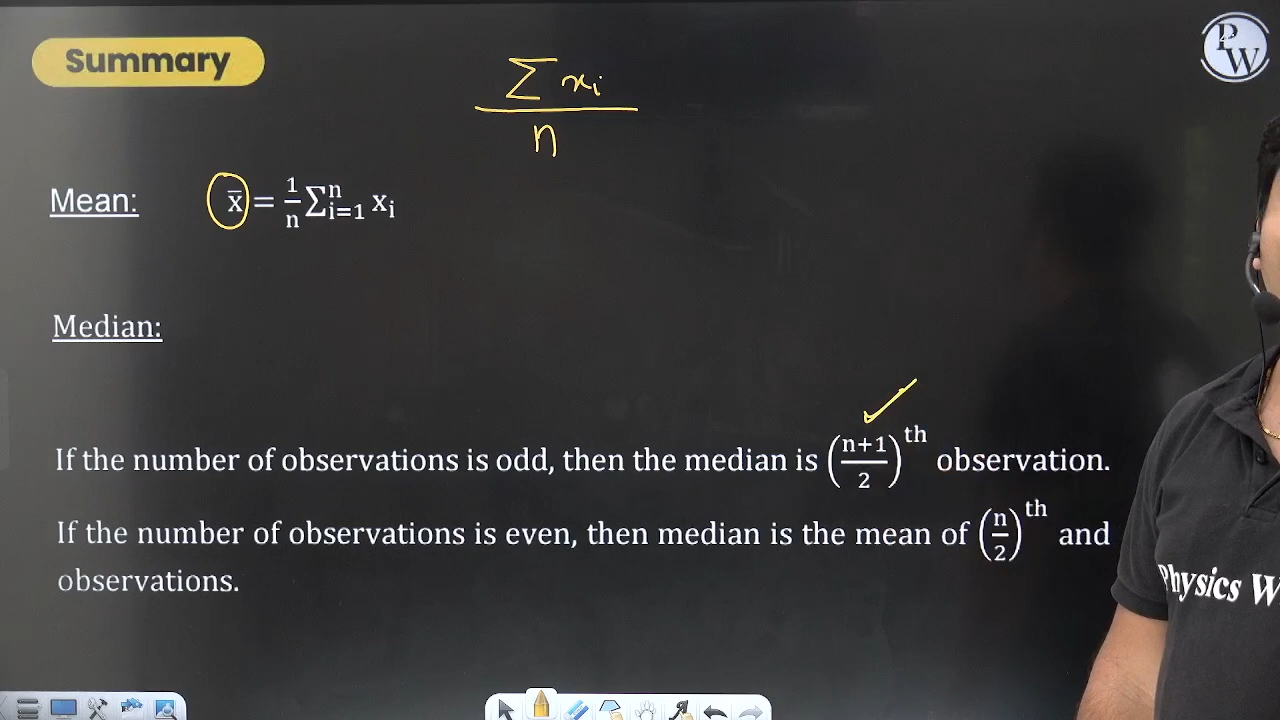 Summary
∑ xi
n
PW
Mean: x̄ = 1/n ∑ⁿᵢ₌₁ xᵢ
Median:
If the number of observations is odd, then the median is ((n+1)/2)ᵗʰ observation.
If the number of observations is even, then median is the mean of (n/2)ᵗʰ and
observations.
Physics W